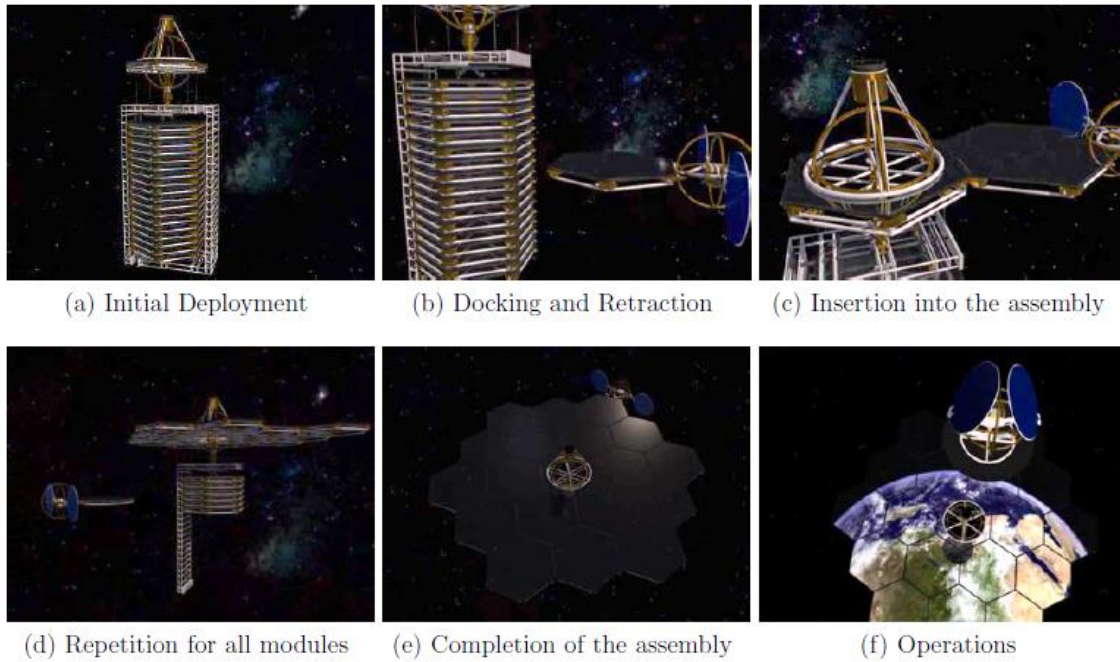 (a) Initial Deployment
(b) Docking and Retraction
(c) Insertion into the assembly
(d) Repetition for all modules
(e) Completion of the assembly
(f) Operations